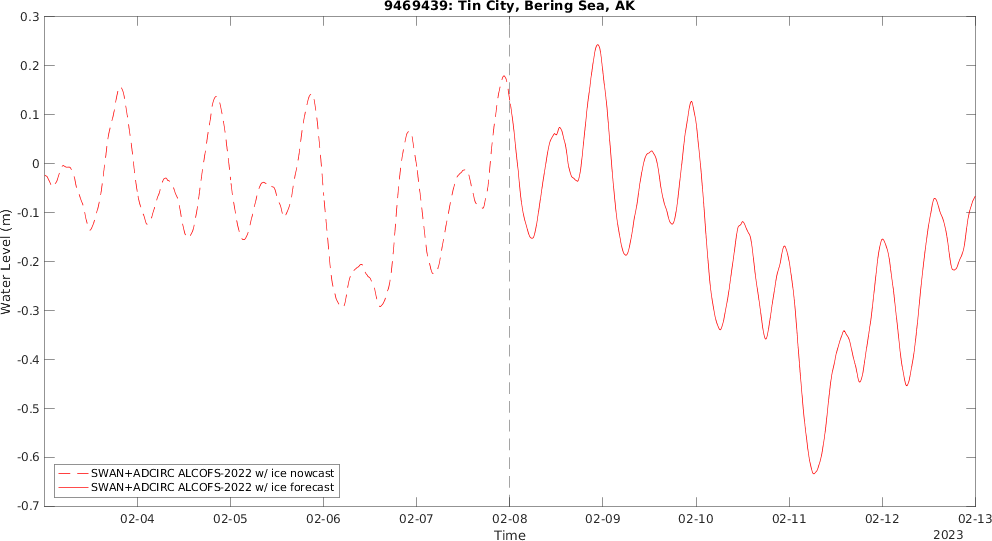 9469439: Tin City, Bering Sea, AK
0.3
0.2
0.1
0
-0.1
-0.2
-0.3
-0.4
-0.5
-0.6
-0.7
Water Level (m)
SWAN+ADCIRC ALCOFS-2022 w/ ice nowcast
SWAN+ADCIRC ALCOFS-2022 w/ ice forecast
02-04 02-05 02-06 02-07 02-08 02-09 02-10 02-11 02-12 02-13
Time
2023